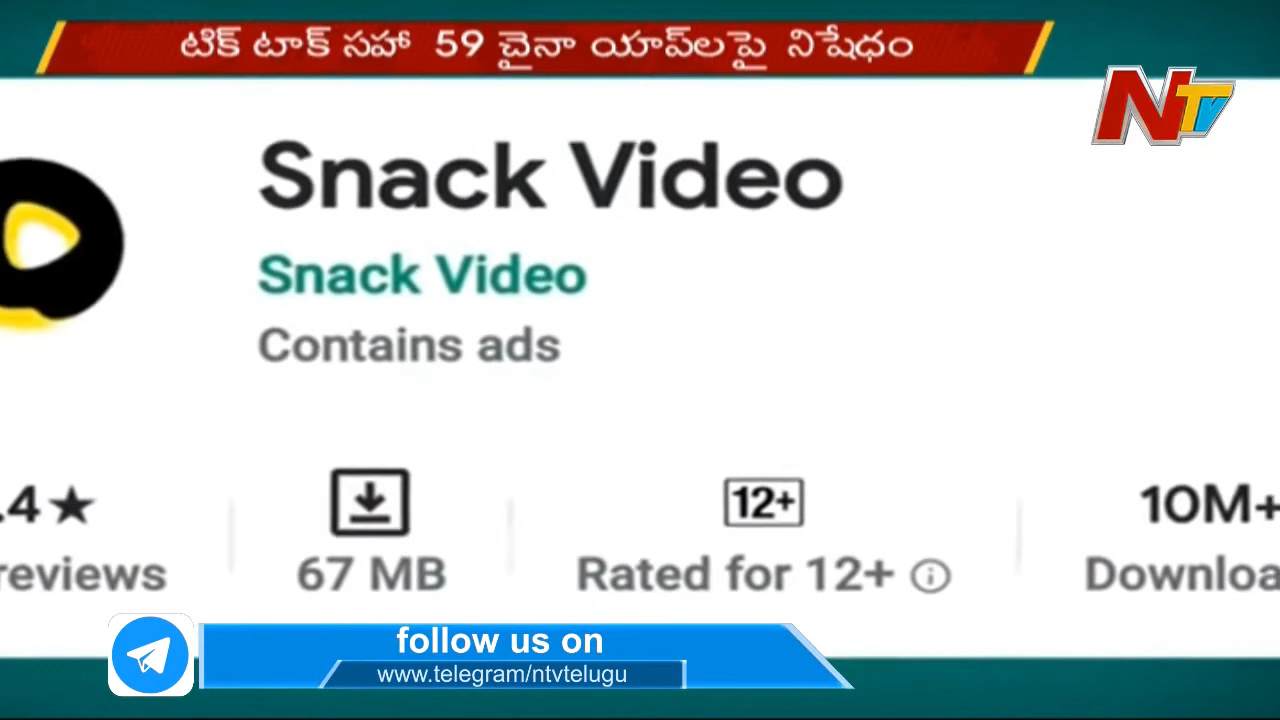 టిక్ టాక్ సహా 59 చైనా యాప్‌లపై నిషేధం
NTV
Snack Video
Snack Video
Contains ads
.4★
reviews
67 MB
12+
Rated for 12+
10M+
Downloa
follow us on
www.telegram/ntvtelugu